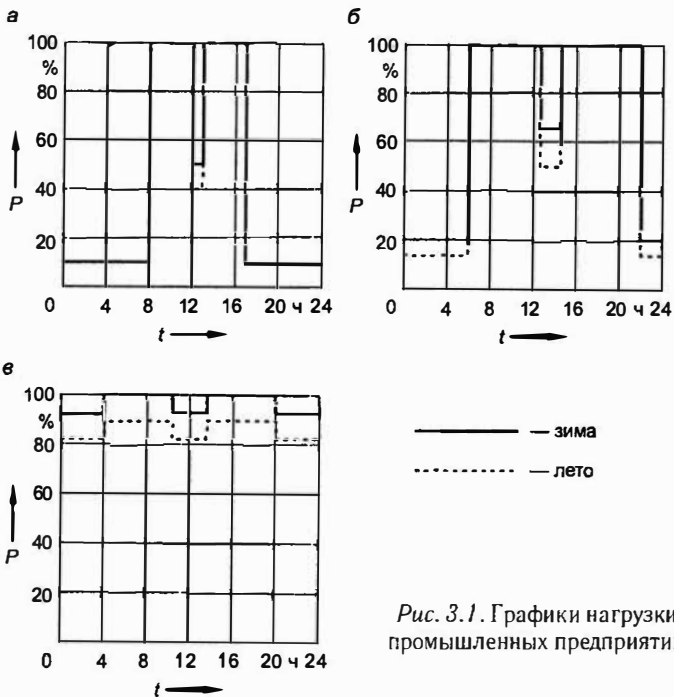 а
100
%
80
60
P
40
20
0 4 8 12 16 20 ч 24
t
б
100
%
80
60
P
40
20
0 4 8 12 16 20 ч 24
t
в
100
%
80
60
P
40
20
0 4 8 12 16 20 ч 24
t
— зима
— лето
Рис. 3.1. Графики нагрузки
промышленных предприяти